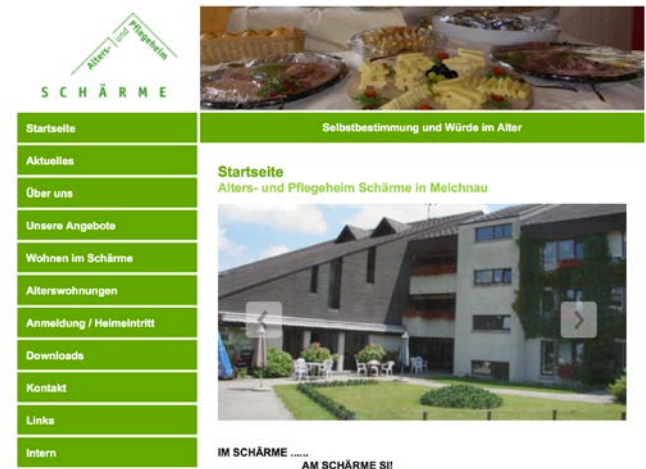 Alters- und Pflegeheim
SCHÄRME
Startseite
Aktuelles
Über uns
Unsere Angebote
Wohnen im Schärme
Alterswohnungen
Anmeldung / Heimeintritt
Downloads
Kontakt
Links
Intern
Selbstbestimmung und Würde im Alter
Startseite
Alters- und Pflegeheim Schärme in Melchnau
IM SCHÄRME ......
AM SCHÄRME SI!